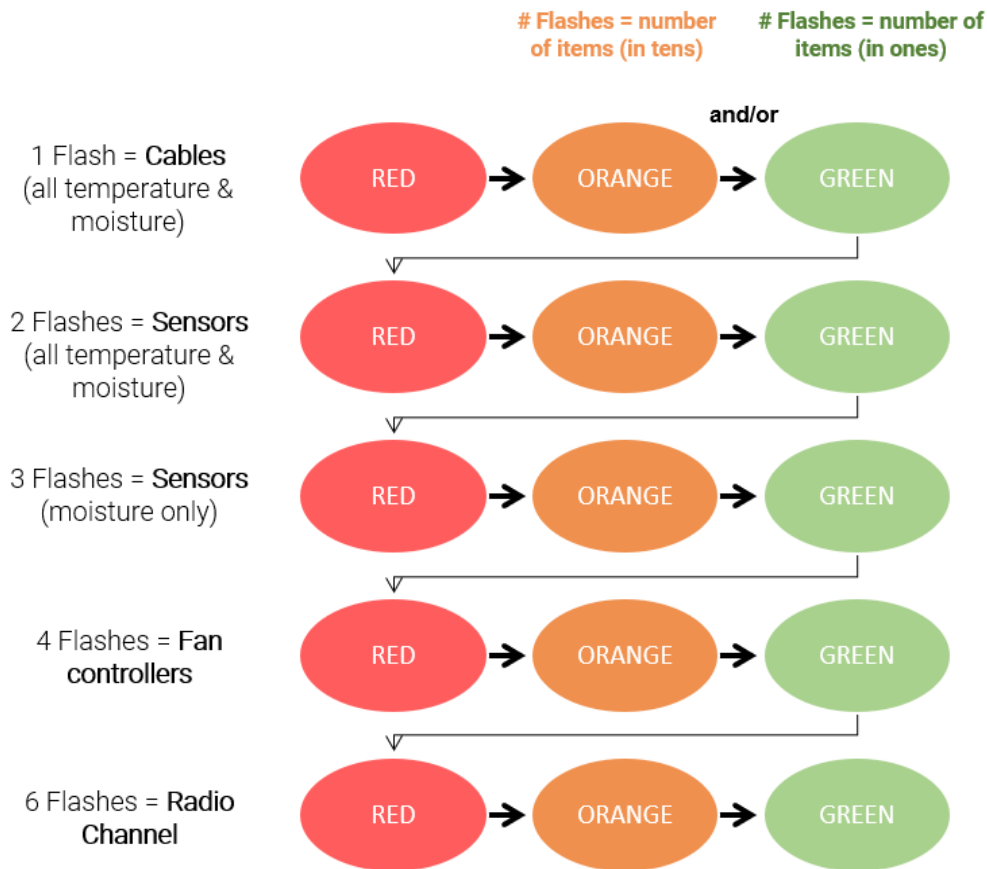 # Flashes = number
of items (in tens)
# Flashes = number of
items (in ones)
and/or
1 Flash = Cables
(all temperature &
moisture)
RED
ORANGE
GREEN
2 Flashes = Sensors
(all temperature &
moisture)
RED
ORANGE
GREEN
3 Flashes = Sensors
(moisture only)
RED
ORANGE
GREEN
4 Flashes = Fan
controllers
RED
ORANGE
GREEN
6 Flashes = Radio
Channel
RED
ORANGE
GREEN